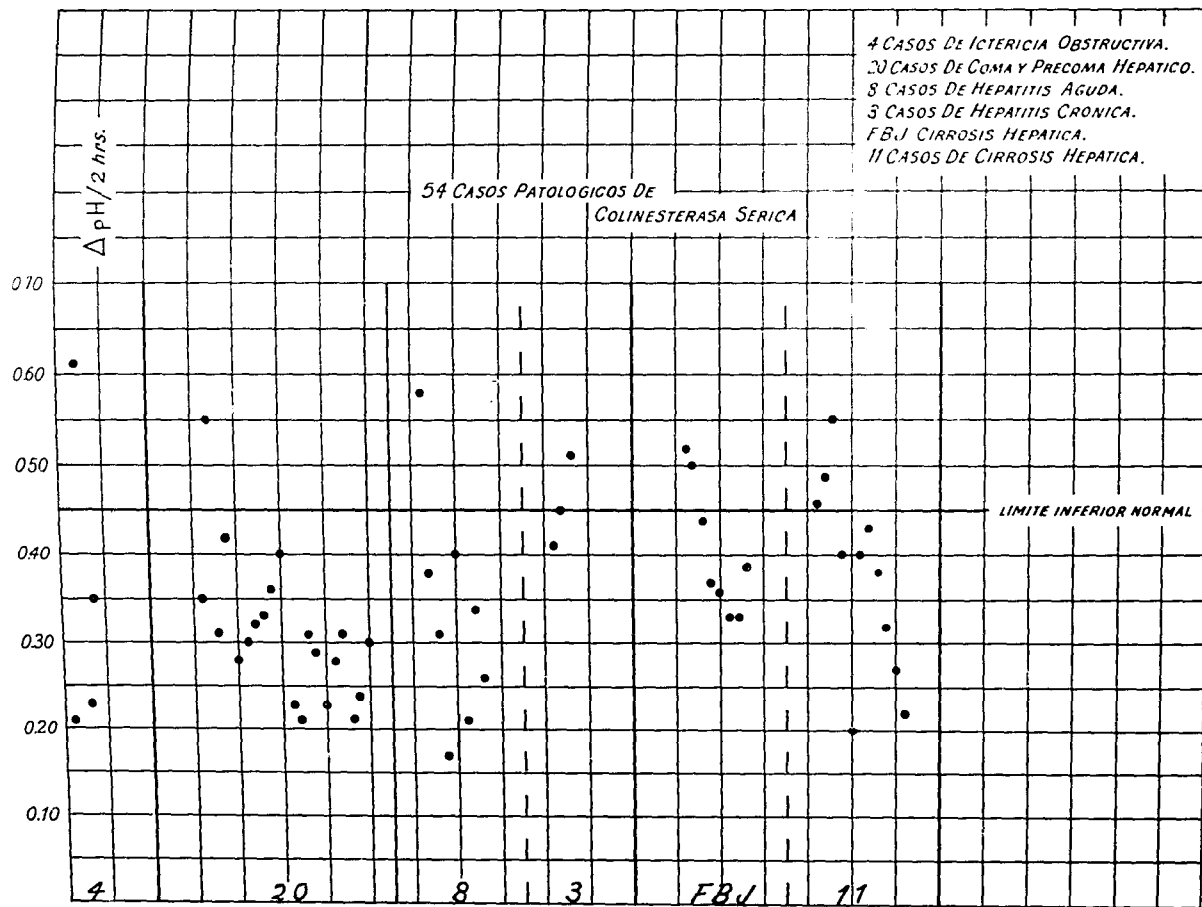 4 CASOS DE ICTERICIA OBSTRUCTIVA.
20 CASOS DE COMA Y PRECOMA HEPATICO.
8 CASOS DE HEPATITIS AGUDA.
3 CASOS DE HEPATITIS CRONICA.
FBJ CIRROSIS HEPATICA.
11 CASOS DE CIRROSIS HEPATICA.
ΔpH/2 hrs.
54 CASOS PATOLOGICOS DE
COLINESTERASA SERICA
0.70
0.60
0.50
LIMITE INFERIOR NORMAL
0.40
0.30
0.20
0.10
4 20 8 3 FBJ 11